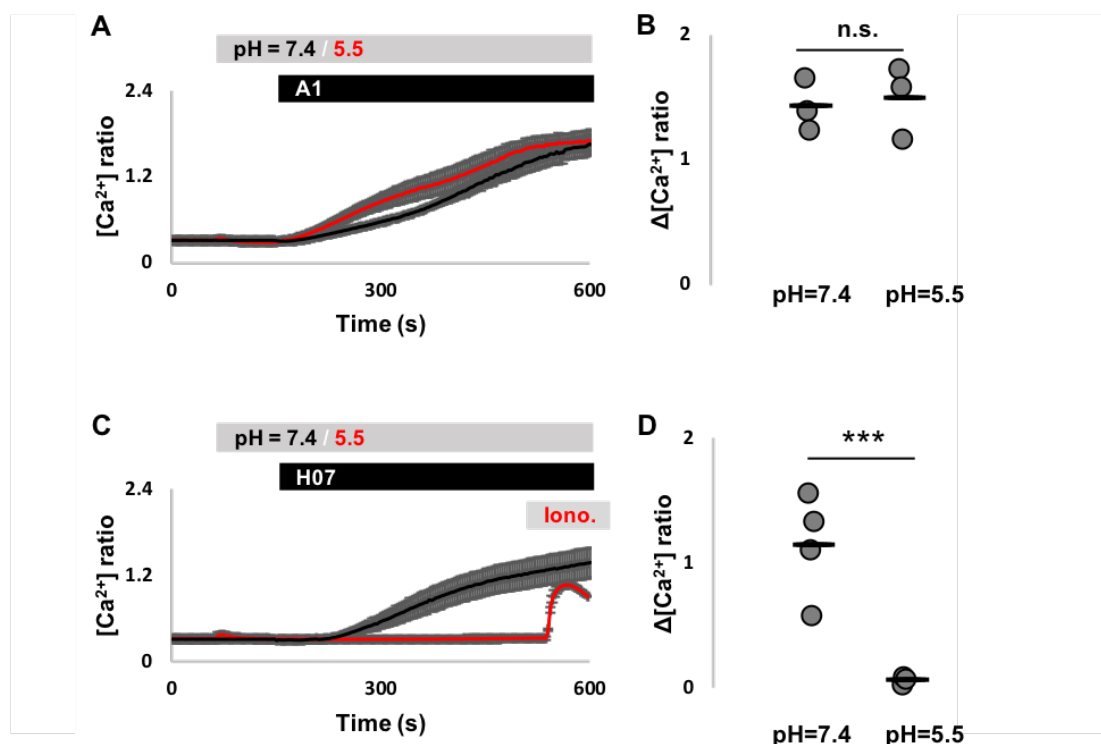 A
pH = 7.4 / 5.5
A1
2.4
1.2
0
[Ca²⁺] ratio
0
300
600
Time (s)
B
n.s.
2
1
0
Δ[Ca²⁺] ratio
pH=7.4
pH=5.5
C
pH = 7.4 / 5.5
H07
Iono.
2.4
1.2
0
[Ca²⁺] ratio
0
300
600
Time (s)
D
***
2
1
0
Δ[Ca²⁺] ratio
pH=7.4
pH=5.5